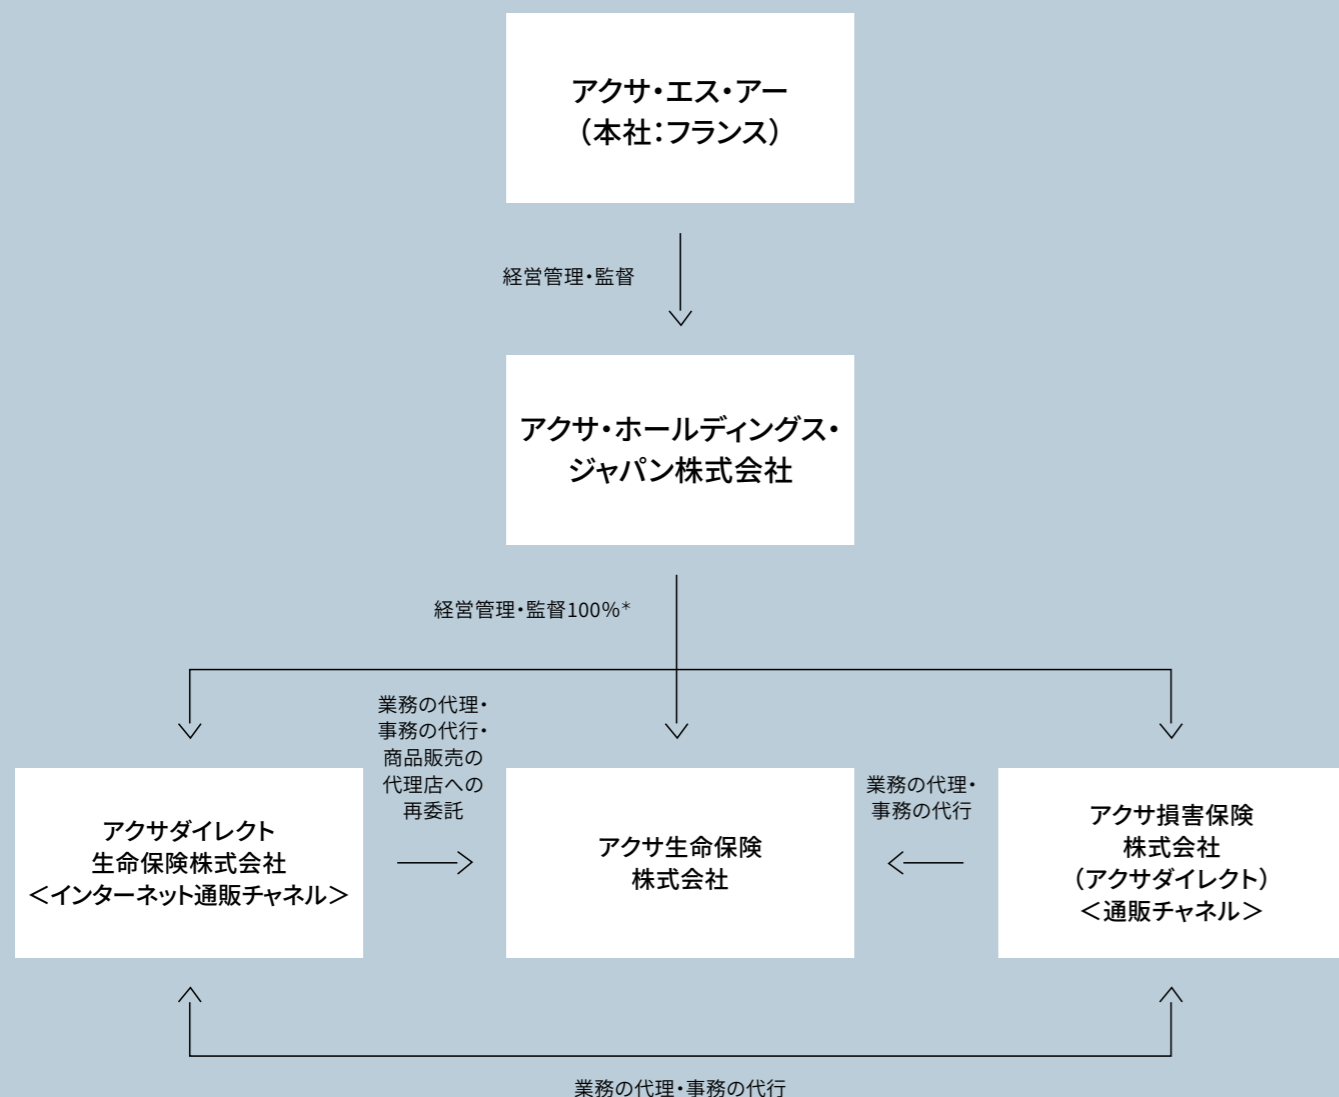 アクサ・エス・アー
（本社：フランス）
経営管理・監督
アクサ・ホールディングス・
ジャパン株式会社
経営管理・監督100％*
業務の代理・
事務の代行・
商品販売の
代理店への
再委託
業務の代理・
事務の代行
アクサダイレクト
生命保険株式会社
＜インターネット通販チャネル＞
アクサ生命保険
株式会社
アクサ損害保険
株式会社
（アクサダイレクト）
＜通販チャネル＞
業務の代理・事務の代行